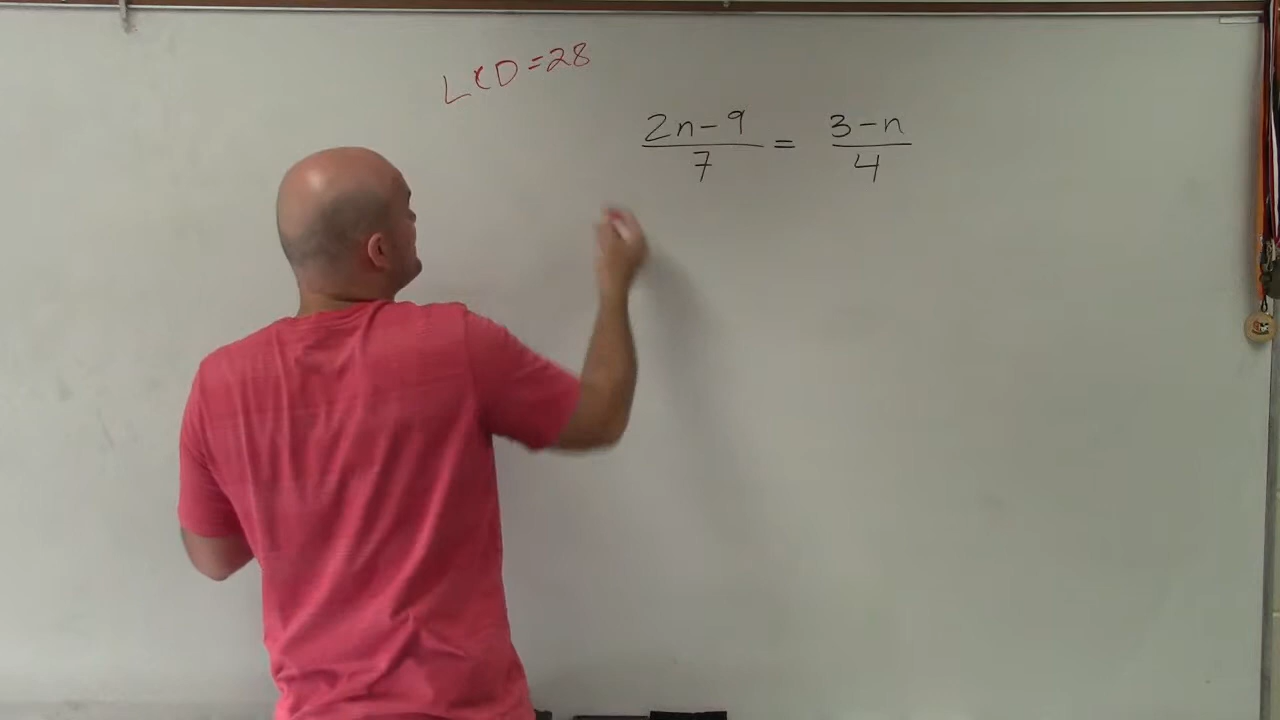 LCD = 28
2n - 9 / 7 = 3 - n / 4